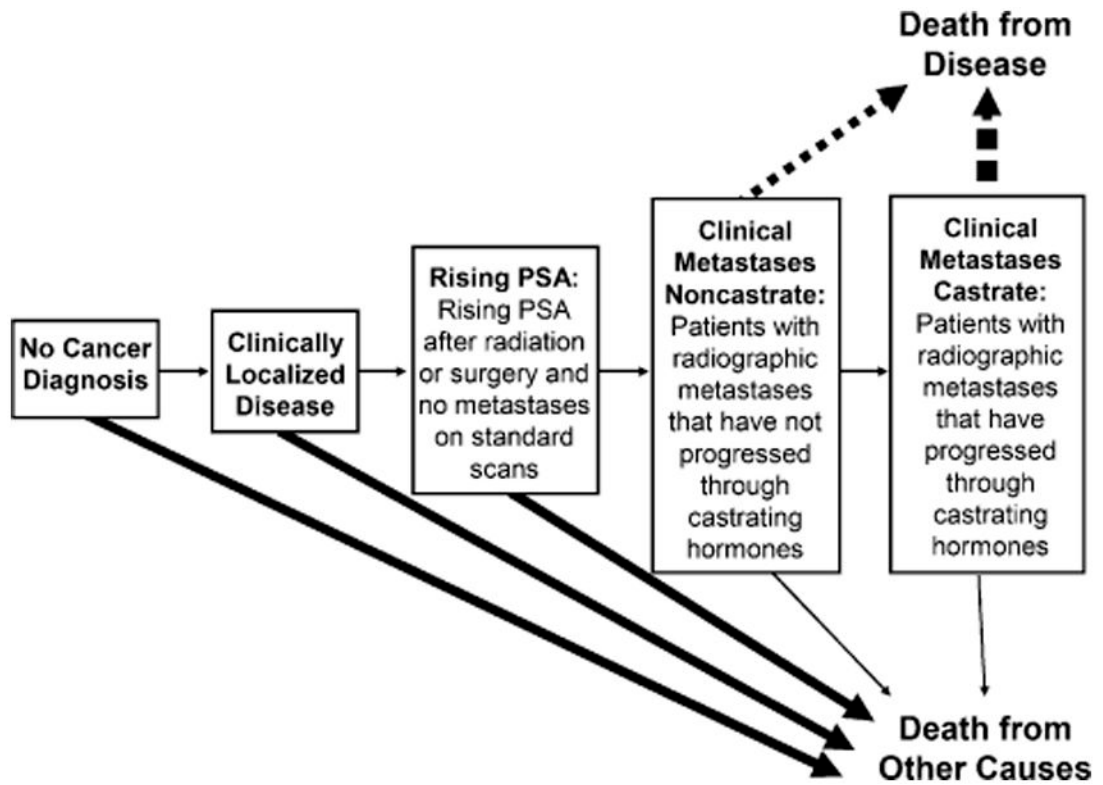 Death from
Disease
No Cancer
Diagnosis
Clinically
Localized
Disease
Rising PSA:
Rising PSA
after radiation
or surgery and
no metastases
on standard
scans
Clinical
Metastases
Noncastrate:
Patients with
radiographic
metastases
that have not
progressed
through
castrating
hormones
Clinical
Metastases
Castrate:
Patients with
radiographic
metastases
that have
progressed
through
castrating
hormones
Death from
Other Causes